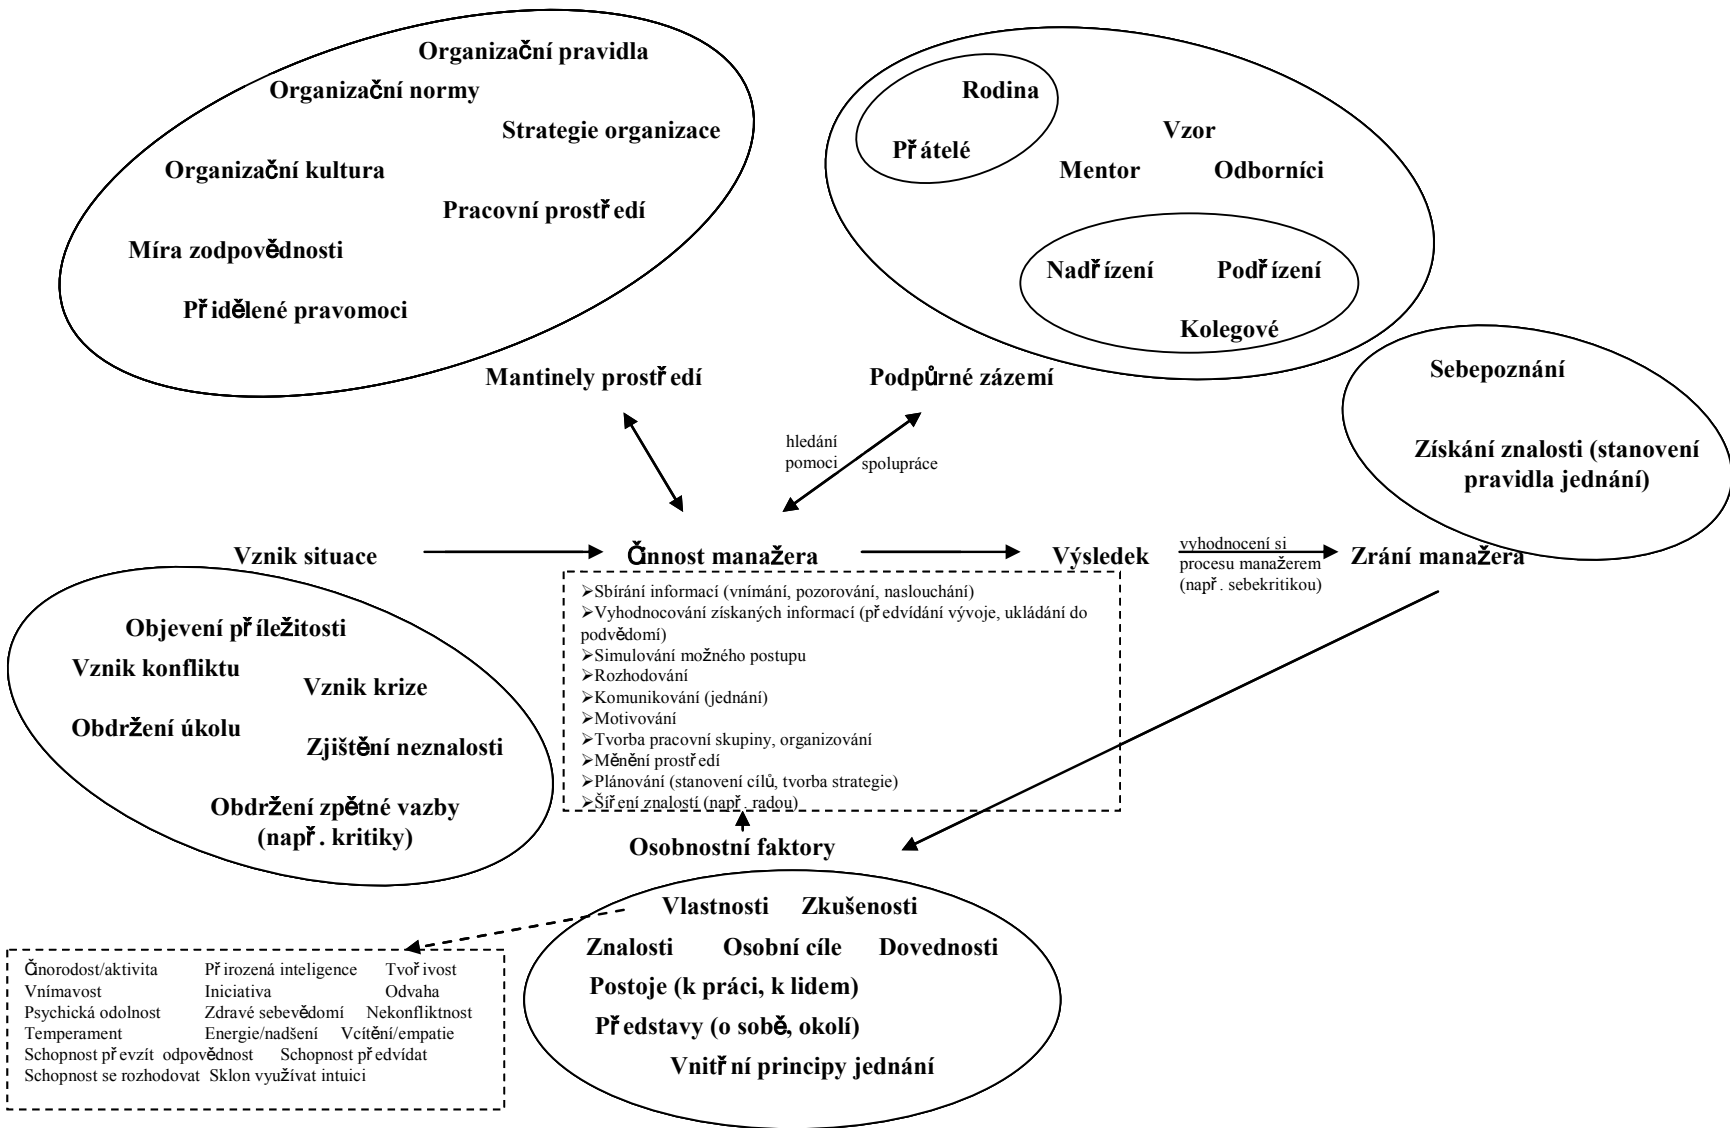 Organizační pravidla
Organizační normy
Strategie organizace
Organizační kultura
Pracovní prostředí
Míra zodpovědnosti
Přidělené pravomoci
Mantinely prostředí
Rodina
Přátelé
Vzor
Mentor
Odborníci
Nadřízení
Podřízení
Kolegové
Podpůrné zázemí
hledání
pomoci
spolupráce
Sebepoznání
Získání znalosti (stanovení
pravidla jednání)
Vznik situace
Činnost manažera
Výsledek
vyhodnocení si
procesu manažerem
(např. sebekritikou)
Zrání manažera
Objevení příležitosti
Vznik konfliktu
Vznik krize
Obdržení úkolu
Zjištění neznalosti
Obdržení zpětné vazby
(např. kritiky)
➢Sbírání informací (vnímání, pozorování, naslouchání)
➢Vyhodnocování získaných informací (předvídání vývoje, ukládání do
podvědomí)
➢Simulování možného postupu
➢Rozhodování
➢Komunikování (jednání)
➢Motivování
➢Tvorba pracovní skupiny, organizování
➢Měnění prostředí
➢Plánování (stanovení cílů, tvorba strategie)
➢Šíření znalostí (např. radou)
Osobnostní faktory
Vlastnosti Zkušenosti
Znalosti Osobní cíle Dovednosti
Postoje (k práci, k lidem)
Představy (o sobě, okolí)
Vnitřní principy jednání
Činorodost/aktivita Přirozená inteligence Tvořivost
Vnímavost Iniciativa Odvaha
Psychická odolnost Zdravé sebevědomí Nekonfliktnost
Temperament Energie/nadšení Vcítění/empatie
Schopnost převzít odpovědnost Schopnost předvídat
Schopnost se rozhodovat Sklon využívat intuici